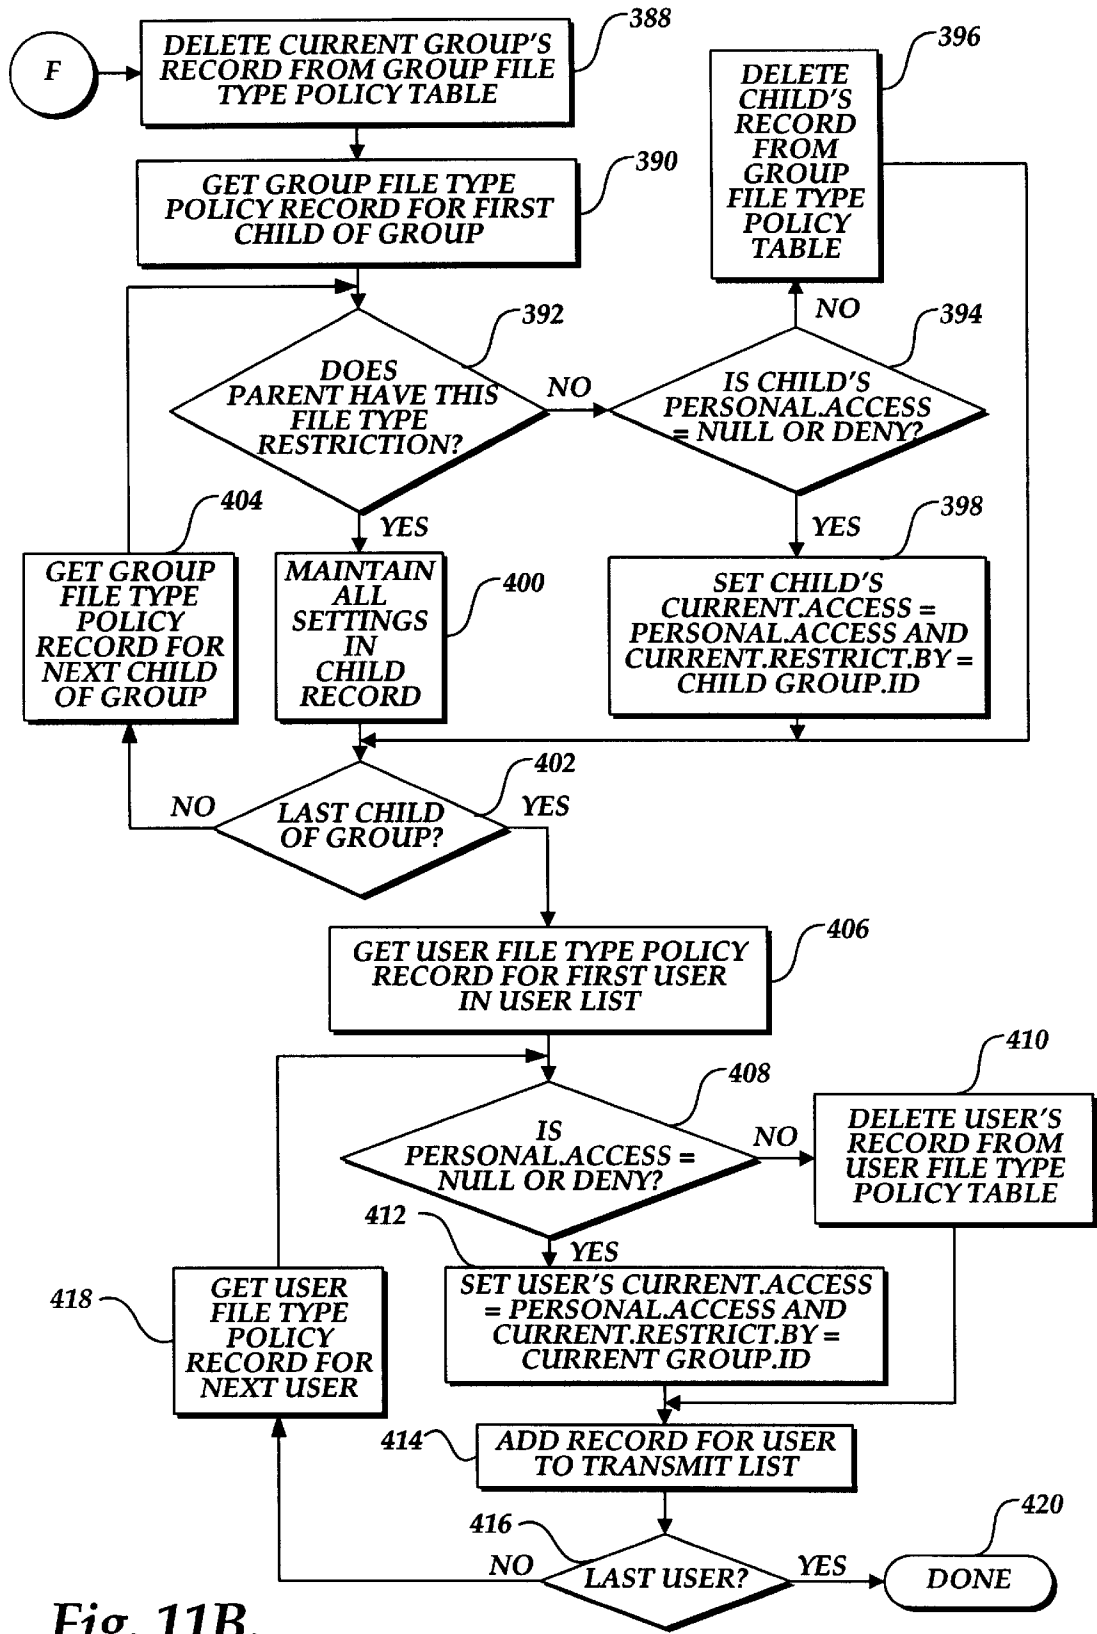 F
388
DELETE CURRENT GROUP'S
RECORD FROM GROUP FILE
TYPE POLICY TABLE
396
DELETE
CHILD'S
RECORD
FROM
GROUP
FILE TYPE
POLICY
TABLE
390
GET GROUP FILE TYPE
POLICY RECORD FOR FIRST
CHILD OF GROUP
392
DOES
PARENT HAVE THIS
FILE TYPE
RESTRICTION?
NO
NO
394
IS CHILD'S
PERSONAL.ACCESS
= NULL OR DENY?
YES
YES
404
GET GROUP
FILE TYPE
POLICY
RECORD FOR
NEXT CHILD
OF GROUP
400
MAINTAIN
ALL
SETTINGS
IN
CHILD
RECORD
398
SET CHILD'S
CURRENT.ACCESS =
PERSONAL.ACCESS AND
CURRENT.RESTRICT.BY =
CHILD GROUP.ID
402
NO
LAST CHILD
OF GROUP?
YES
406
GET USER FILE TYPE POLICY
RECORD FOR FIRST USER
IN USER LIST
408
IS
PERSONAL.ACCESS =
NULL OR DENY?
NO
410
DELETE USER'S
RECORD FROM
USER FILE TYPE
POLICY TABLE
412
YES
SET USER'S CURRENT.ACCESS
= PERSONAL.ACCESS AND
CURRENT.RESTRICT.BY =
CURRENT GROUP.ID
418
GET USER
FILE TYPE
POLICY
RECORD FOR
NEXT USER
414
ADD RECORD FOR USER
TO TRANSMIT LIST
416
NO
LAST USER?
YES
420
DONE
Fig. 11B.